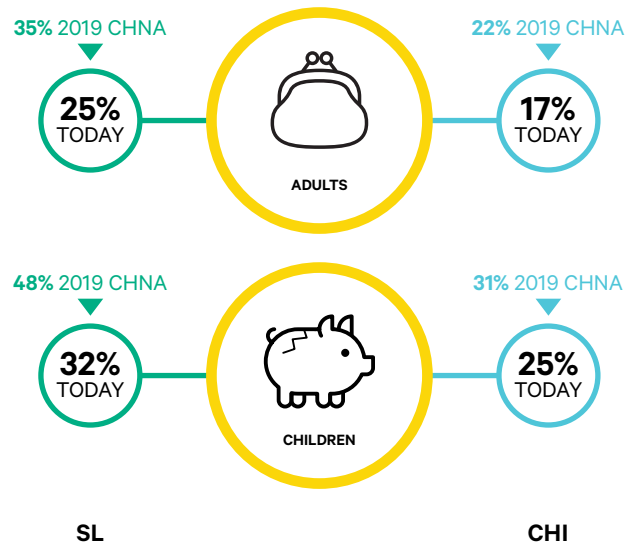 35% 2019 CHNA
22% 2019 CHNA
25%
TODAY
ADULTS
17%
TODAY
48% 2019 CHNA
31% 2019 CHNA
32%
TODAY
CHILDREN
25%
TODAY
SL
CHI